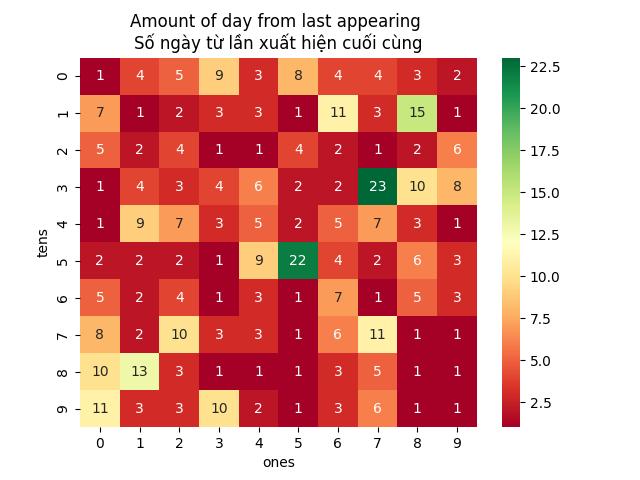 Amount of day from last appearing
Số ngày từ lần xuất hiện cuối cùng
0 1 4 5 9 3 8 4 4 3 2
1 7 1 2 3 3 1 11 3 15 1
2 5 2 4 1 1 4 2 1 2 6
3 1 4 3 4 6 2 2 23 10 8
4 1 9 7 3 5 2 5 7 3 1
5 2 2 2 1 9 22 4 2 6 3
6 5 2 4 1 3 1 7 1 5 3
7 8 2 10 3 3 1 6 11 1 1
8 10 13 3 1 1 1 3 5 1 1
9 11 3 3 10 2 1 3 6 1 1
0 1 2 3 4 5 6 7 8 9
ones
tens
22.5
20.0
17.5
15.0
12.5
10.0
7.5
5.0
2.5